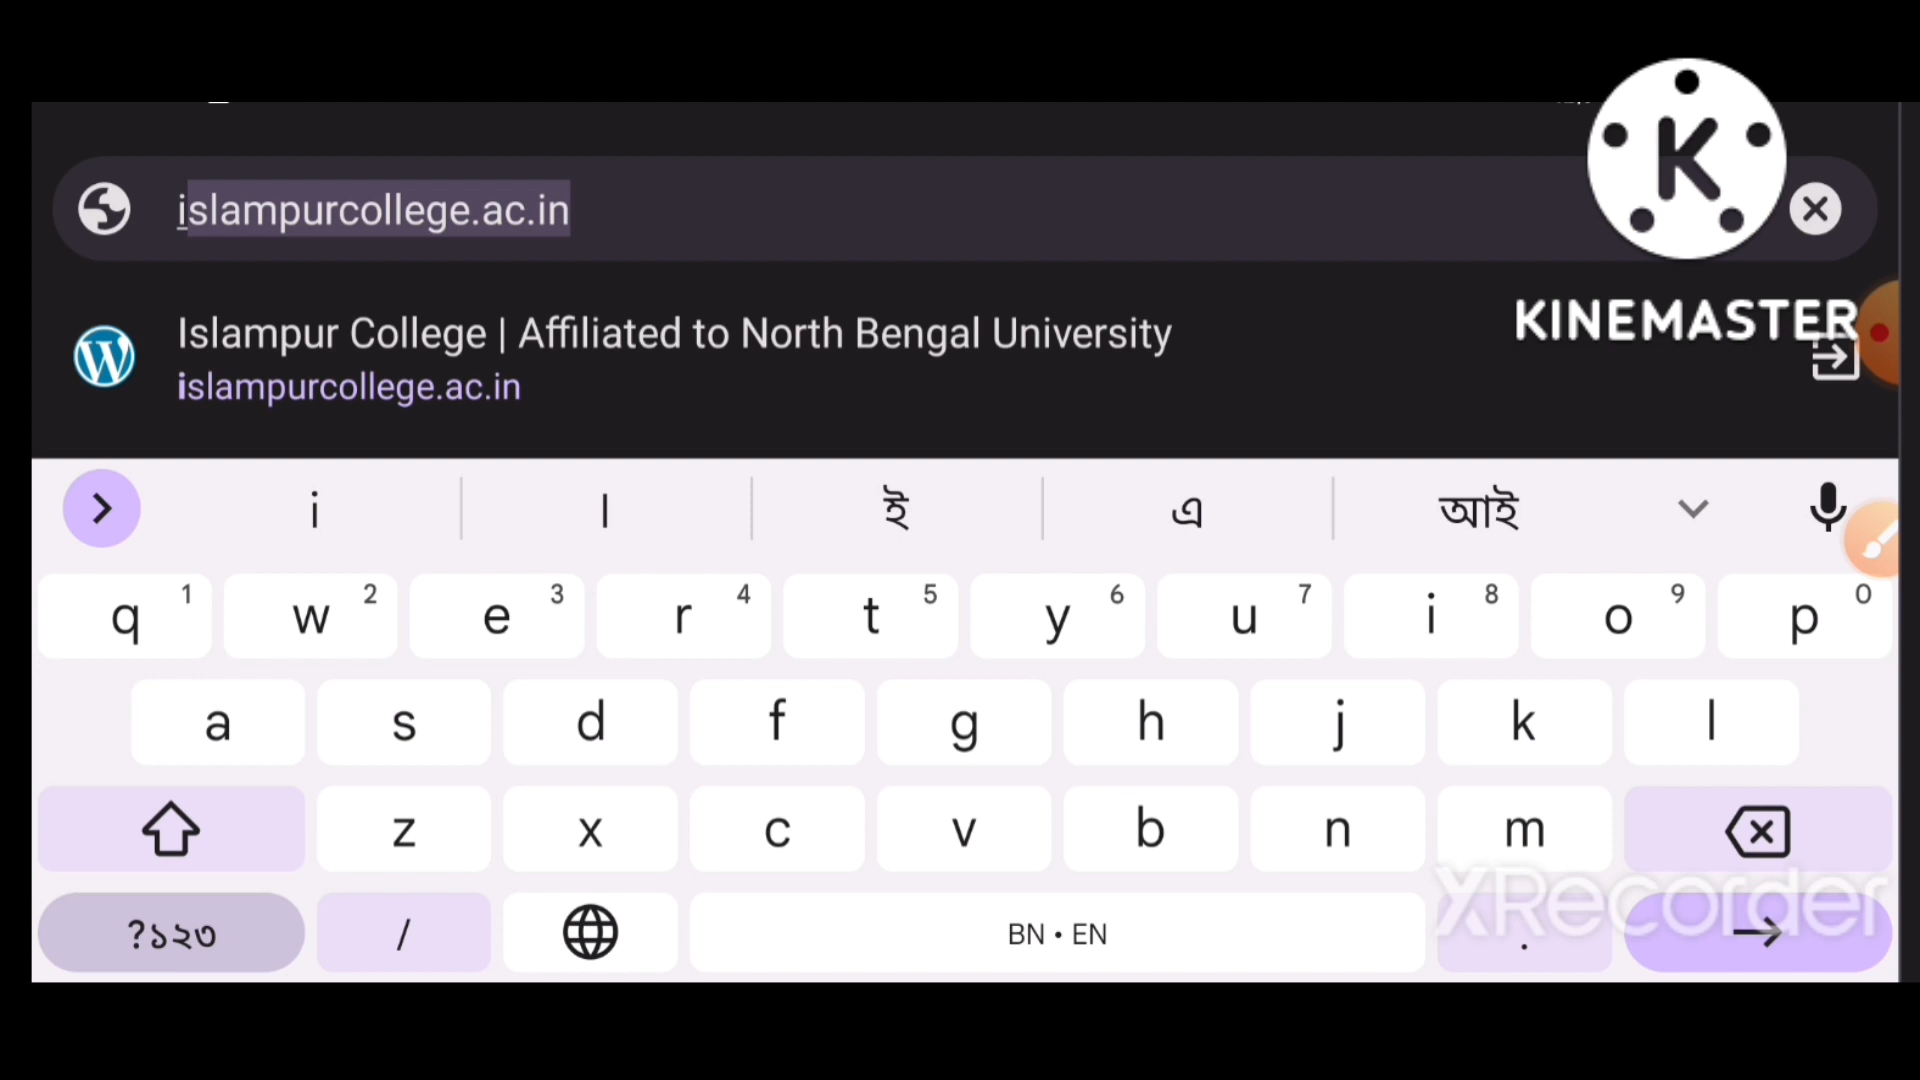 K
islampurcollege.ac.in
KINEMASTER
Islampur College | Affiliated to North Bengal University
islampurcollege.ac.in
i l ই এ আই
q 1 w 2 e 3 r 4 t 5 y 6 u 7 i 8 o 9 p 0
a s d f g h j k l
z x c v b n m
?১২৩ / BN • EN .
XRecorder